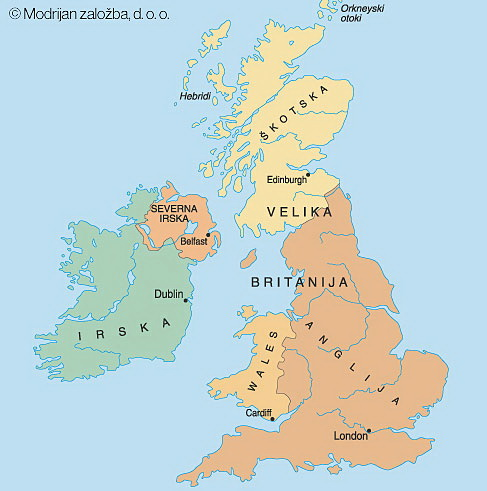 © Modrijan založba, d. o. o.
Orkneyski
otoki
Hebridi
ŠKOTSKA
Edinburgh
SEVERNA
IRSKA
Belfast
VELIKA
BRITANIJA
Dublin
IRSKA
WALES
ANGLIJA
Cardiff
London